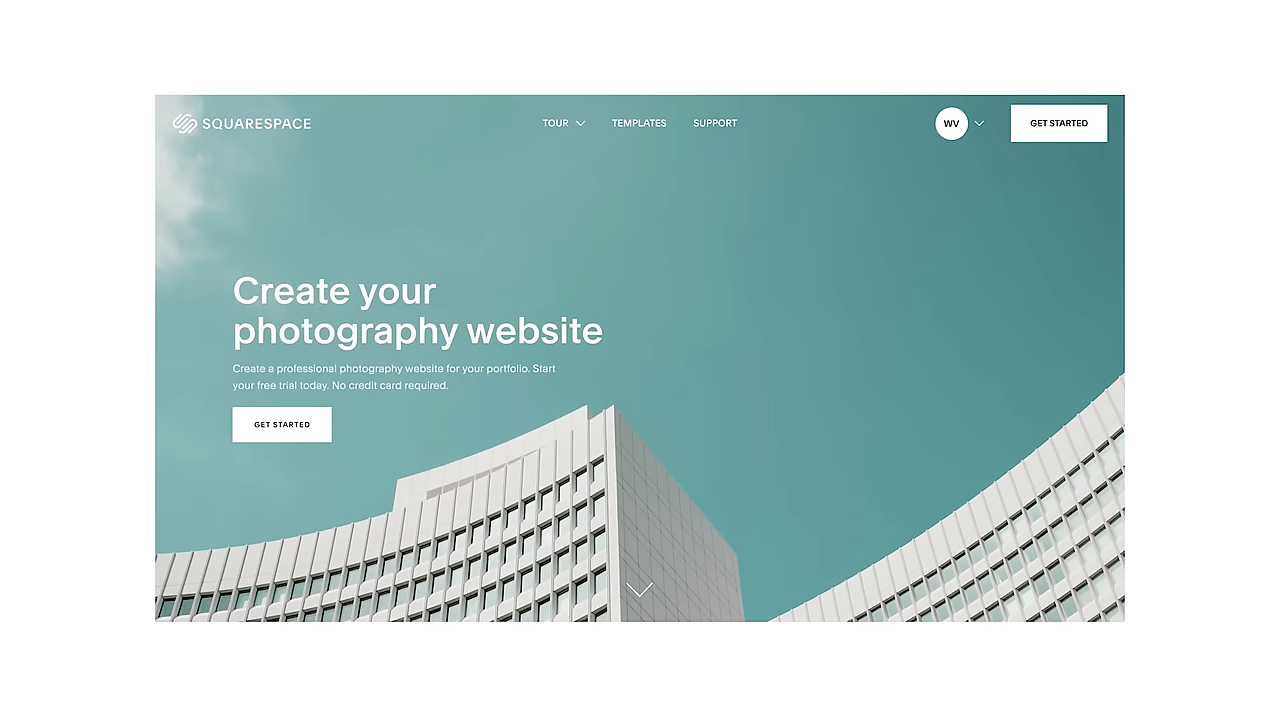 SQUARESPACE
TOUR
TEMPLATES
SUPPORT
WV
GET STARTED
Create your
photography website
Create a professional photography website for your portfolio. Start
your free trial today. No credit card required.
GET STARTED